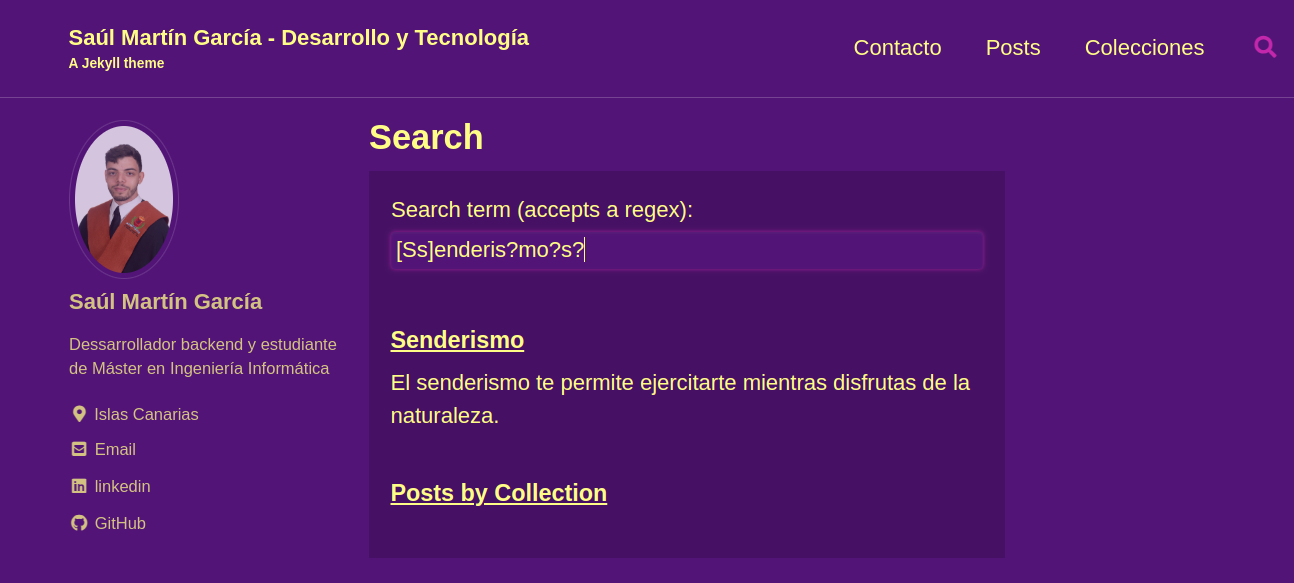 Saúl Martín García - Desarrollo y Tecnología
A Jekyll theme
Contacto
Posts
Colecciones
Saúl Martín García
Dessarrollador backend y estudiante
de Máster en Ingeniería Informática
Islas Canarias
Email
linkedin
GitHub
Search
Search term (accepts a regex):
[Ss]enderis?mo?s?
Senderismo
El senderismo te permite ejercitarte mientras disfrutas de la
naturaleza.
Posts by Collection